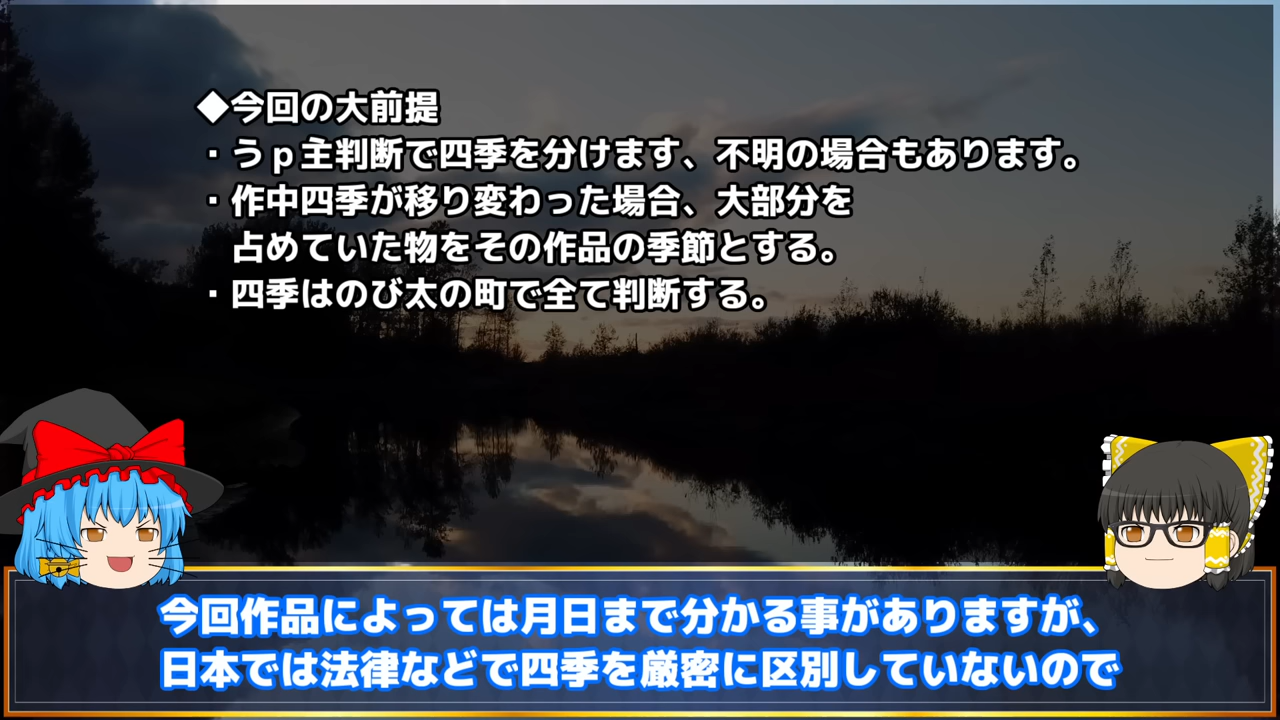 ◆今回の大前提
・うｐ主判断で四季を分けます、不明の場合もあります。
・作中四季が移り変わった場合、大部分を
占めていた物をその作品の季節とする。
・四季はのび太の町で全て判断する。
今回作品によっては月日まで分かる事がありますが、
日本では法律などで四季を厳密に区別していないので